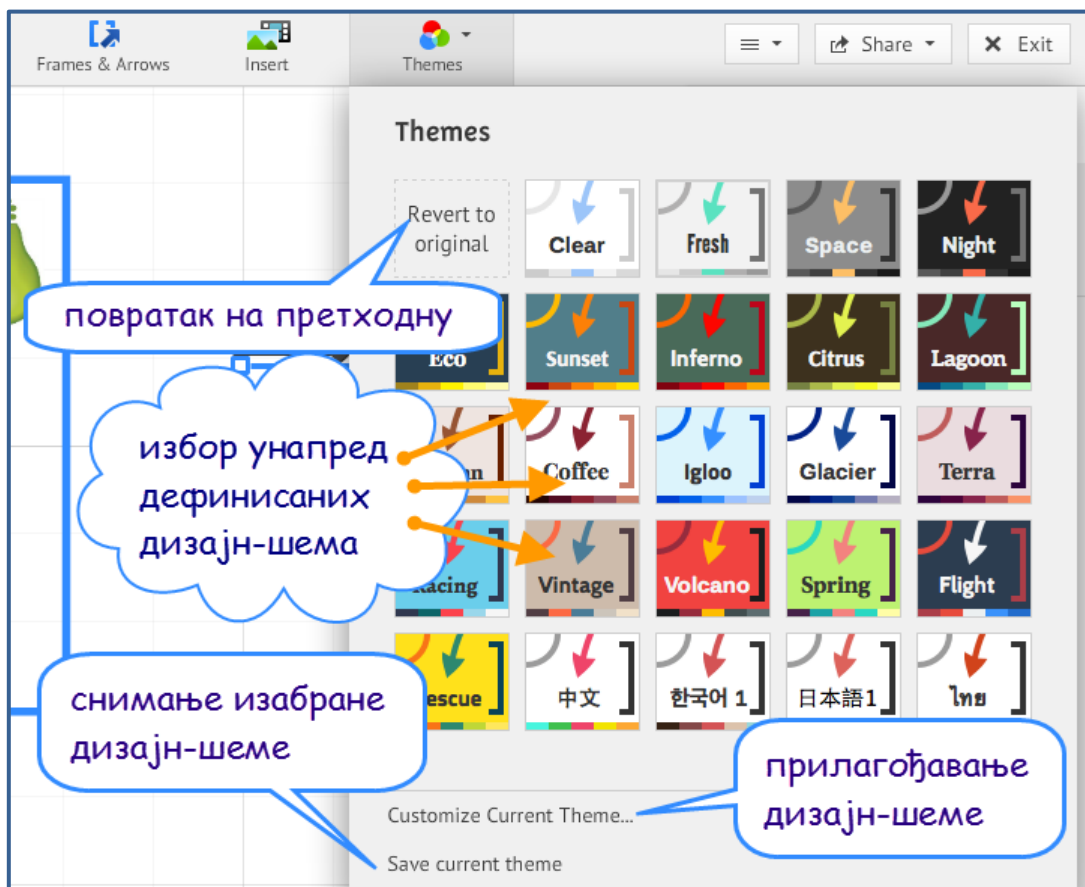 Frames & Arrows
Insert
Themes
Share
Exit
Themes
Revert to
original
Clear
Fresh
Space
Night
повратак на претходну
Eco
Sunset
Inferno
Citrus
Lagoon
избор унапред
дефинисаних
дизајн-шема
Coffee
Igloo
Glacier
Terra
Vintage
Volcano
Spring
Flight
снимање изабране
дизајн-шеме
中文
한국어 1
日本語1
ไทย
прилагођавање
дизајн-шеме
Customize Current Theme...
Save current theme